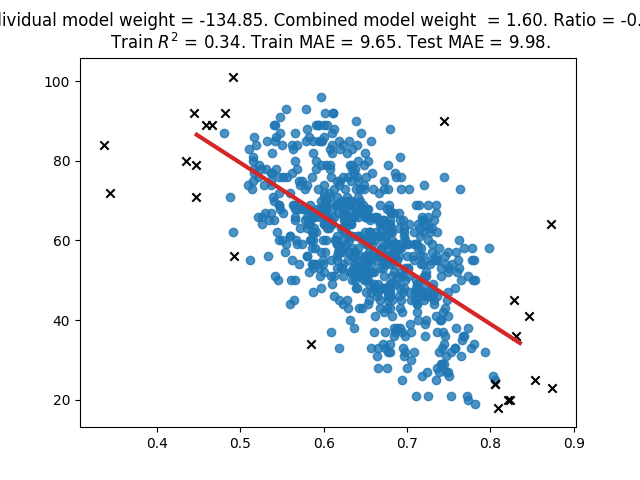 dividual model weight = -134.85. Combined model weight = 1.60. Ratio = -0.
Train R² = 0.34. Train MAE = 9.65. Test MAE = 9.98.
100
80
60
40
20
0.4 0.5 0.6 0.7 0.8 0.9